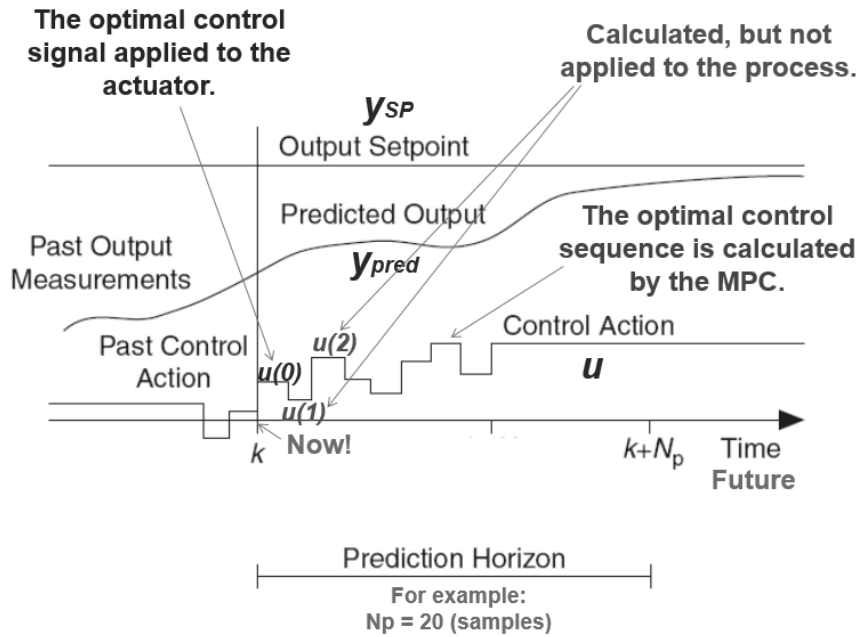 The optimal control
signal applied to the
actuator.
Calculated, but not
applied to the process.
ySP
Output Setpoint
Predicted Output
ypred
The optimal control
sequence is calculated
by the MPC.
Past Output
Measurements
Past Control
Action
u(0)
u(2)
u(1)
Control Action
u
k
Now!
k+Np
Time
Future
Prediction Horizon
For example:
Np = 20 (samples)